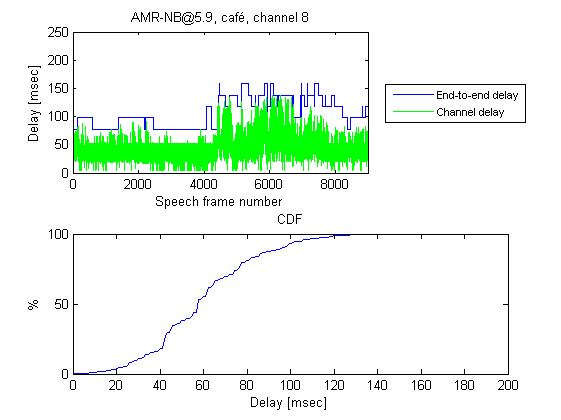 AMR-NB@5.9, café, channel 8
250
200
150
100
50
0
Delay [msec]
0 2000 4000 6000 8000
Speech frame number
End-to-end delay
Channel delay
CDF
100
50
0
%
0 20 40 60 80 100 120 140 160 180 200
Delay [msec]